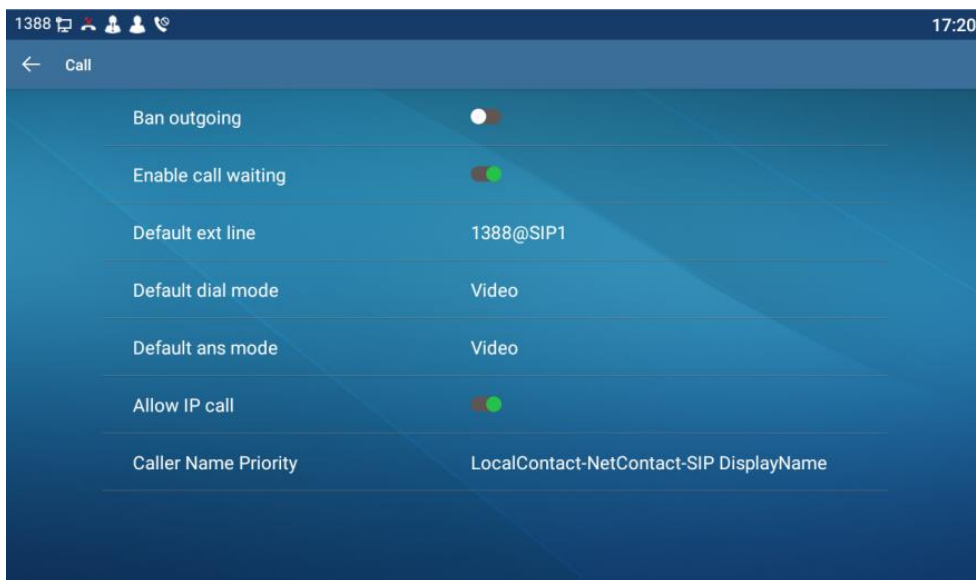 1388 17:20
Call
Ban outgoing
Enable call waiting
Default ext line 1388@SIP1
Default dial mode Video
Default ans mode Video
Allow IP call
Caller Name Priority LocalContact-NetContact-SIP DisplayName